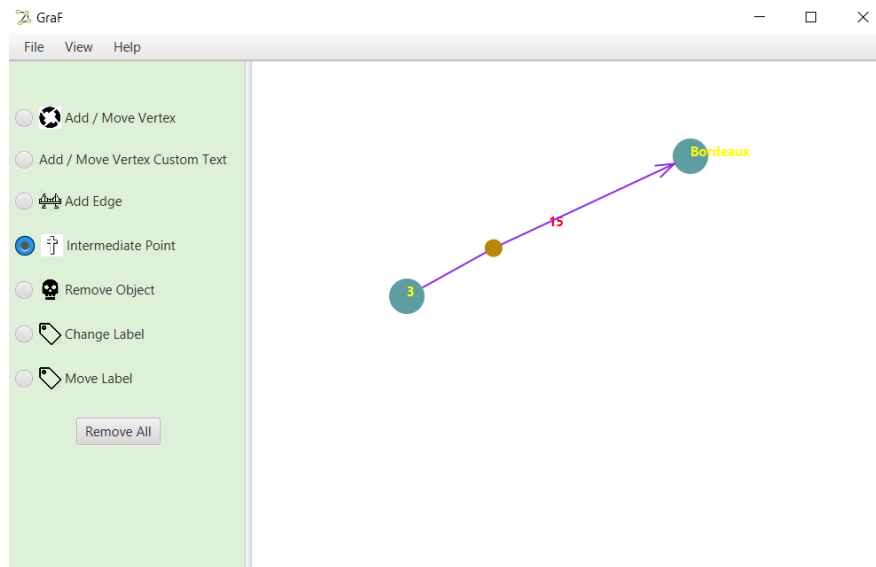 GraF
File View Help
Add / Move Vertex
Add / Move Vertex Custom Text
Add Edge
Intermediate Point
Remove Object
Change Label
Move Label
Remove All
Bordeaux
15
3